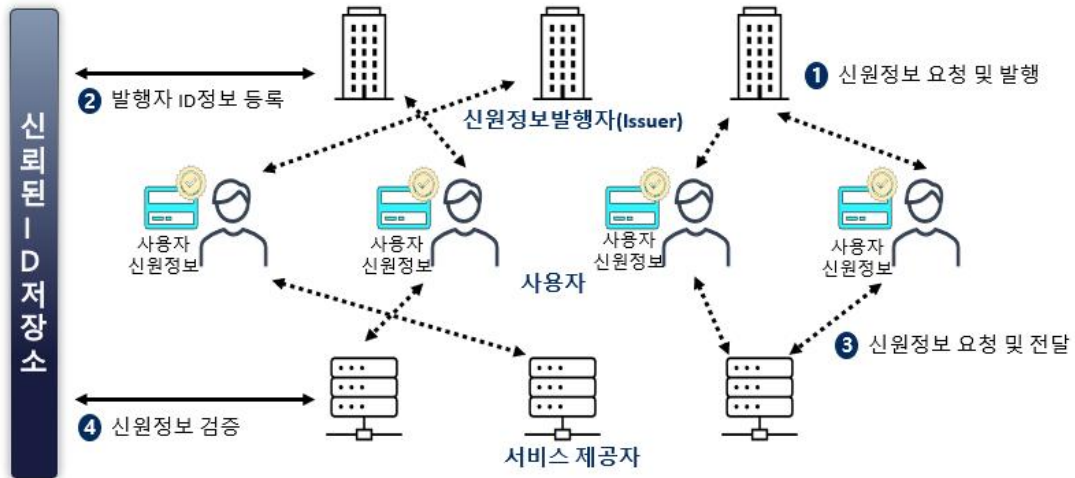 신뢰된ID저장소
❶ 신원정보 요청 및 발행
❷ 발행자 ID정보 등록
신원정보발행자(Issuer)
사용자
신원정보
사용자
신원정보
사용자
신원정보
사용자
신원정보
사용자
❸ 신원정보 요청 및 전달
❹ 신원정보 검증
서비스 제공자